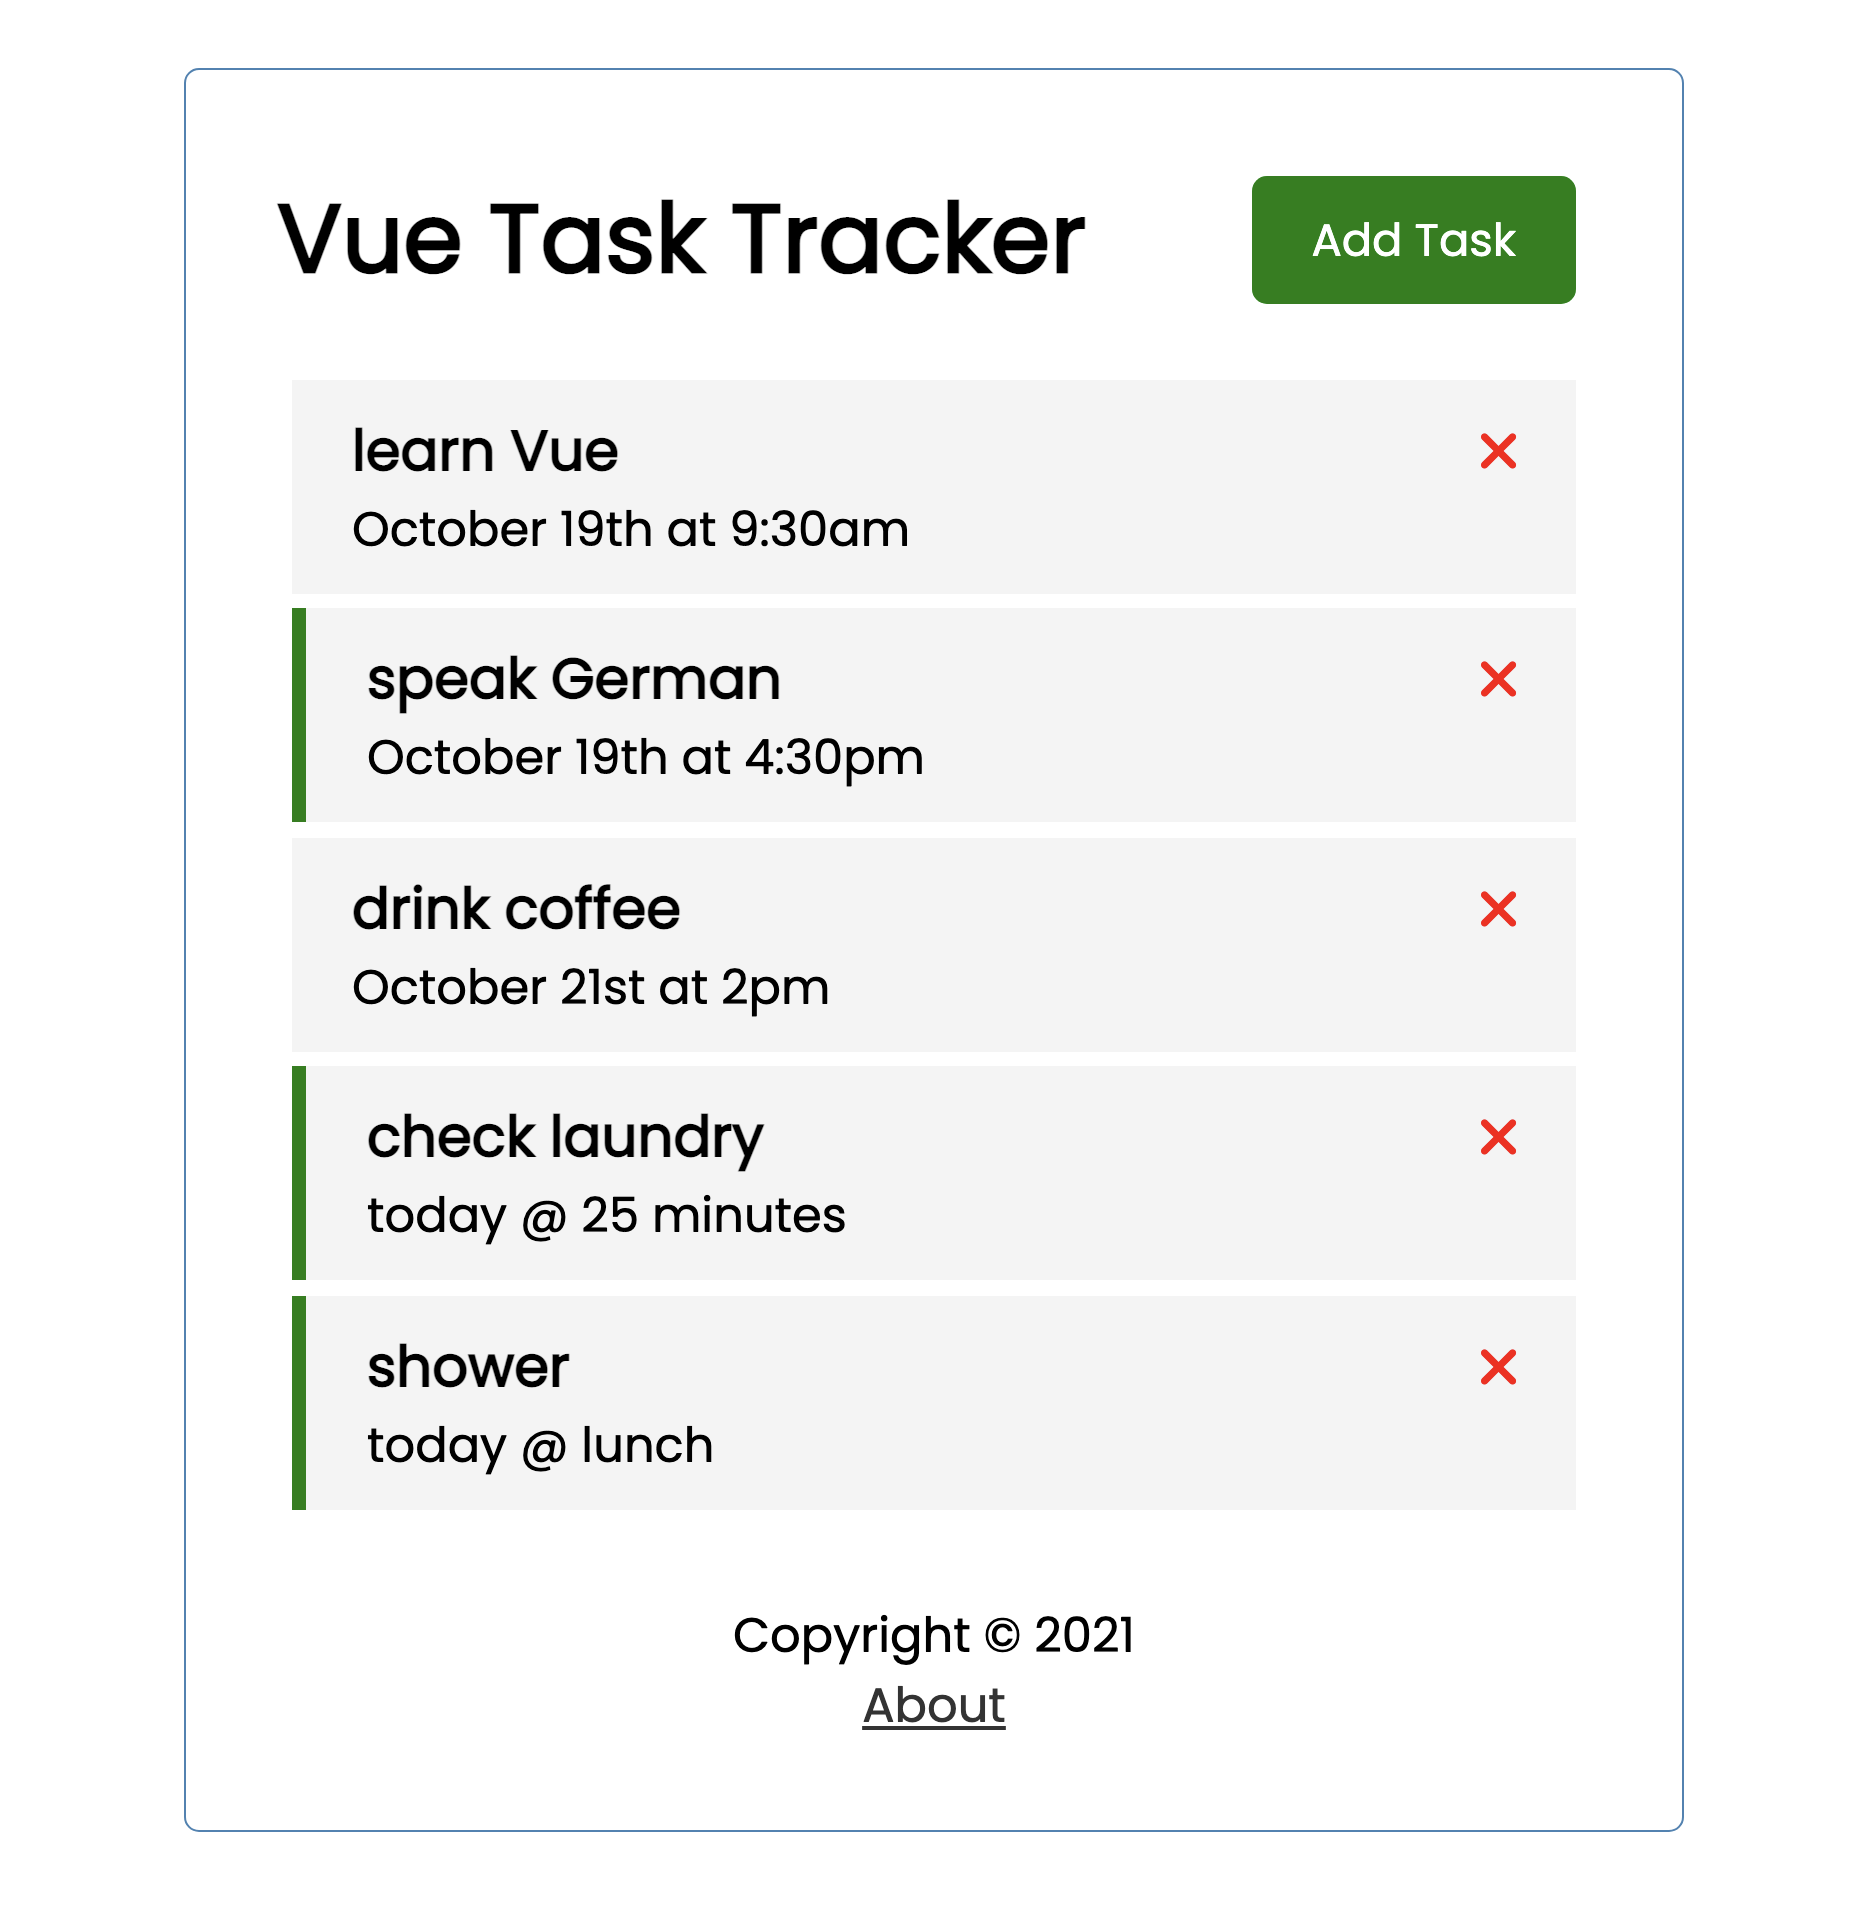 Vue Task Tracker
Add Task
learn Vue
October 19th at 9:30am
speak German
October 19th at 4:30pm
drink coffee
October 21st at 2pm
check laundry
today @ 25 minutes
shower
today @ lunch
Copyright © 2021
About